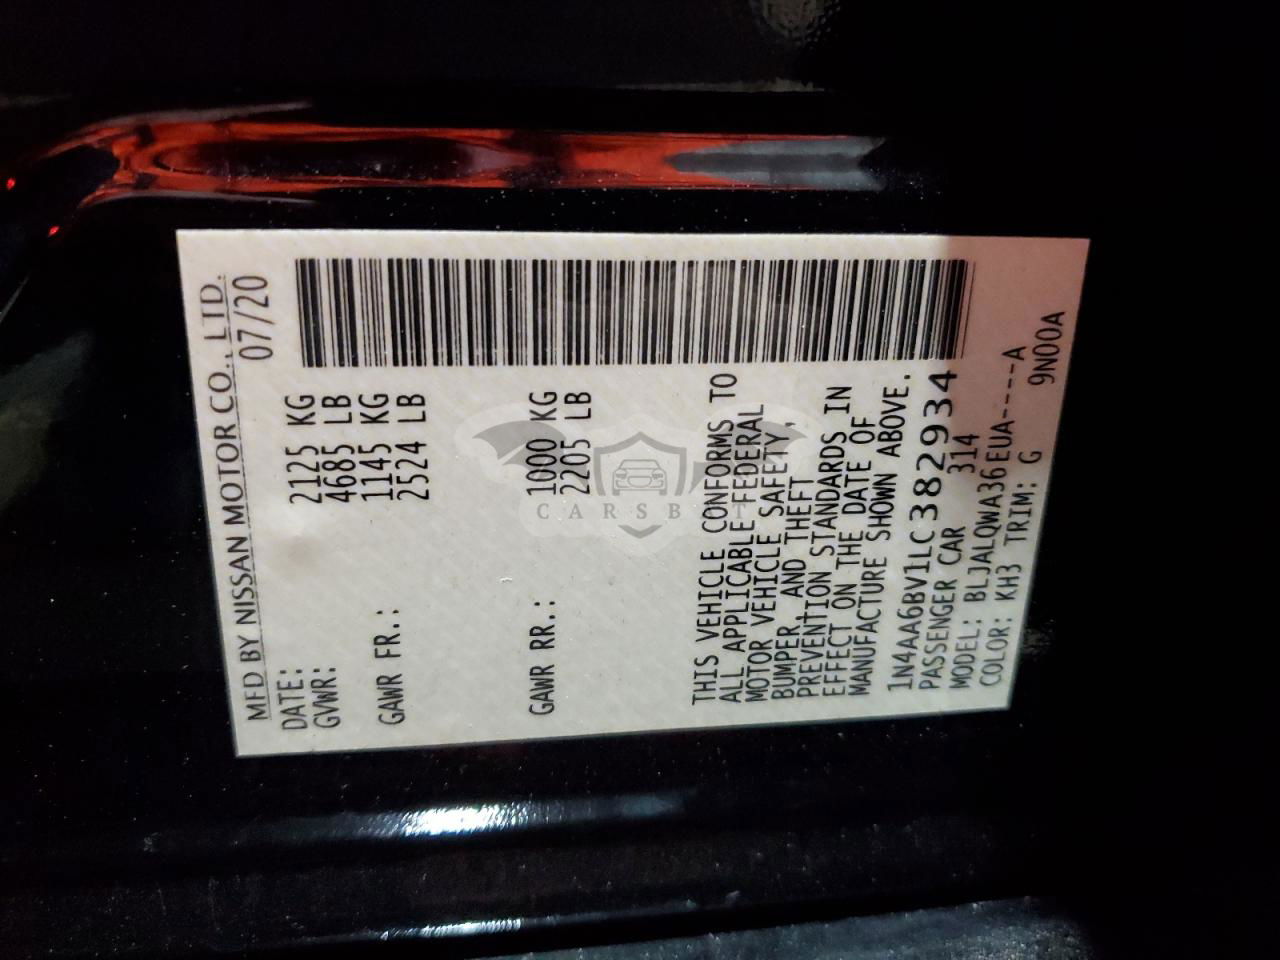 MFD BY NISSAN MOTOR CO., LTD.
DATE: 07/20
GVWR: 2125 KG
4685 LB
GAWR FR.: 1145 KG
2524 LB
GAWR RR.: 1000 KG
2205 LB
THIS VEHICLE CONFORMS TO
ALL APPLICABLE FEDERAL
MOTOR VEHICLE SAFETY,
BUMPER, AND THEFT
PREVENTION STANDARDS IN
EFFECT ON THE DATE OF
MANUFACTURE SHOWN ABOVE.
1N4AA6BV1LC382934
PASSENGER CAR 314
MODEL: BLJALQWA36EUA-----A
COLOR: KH3 TRIM: G 9N00A